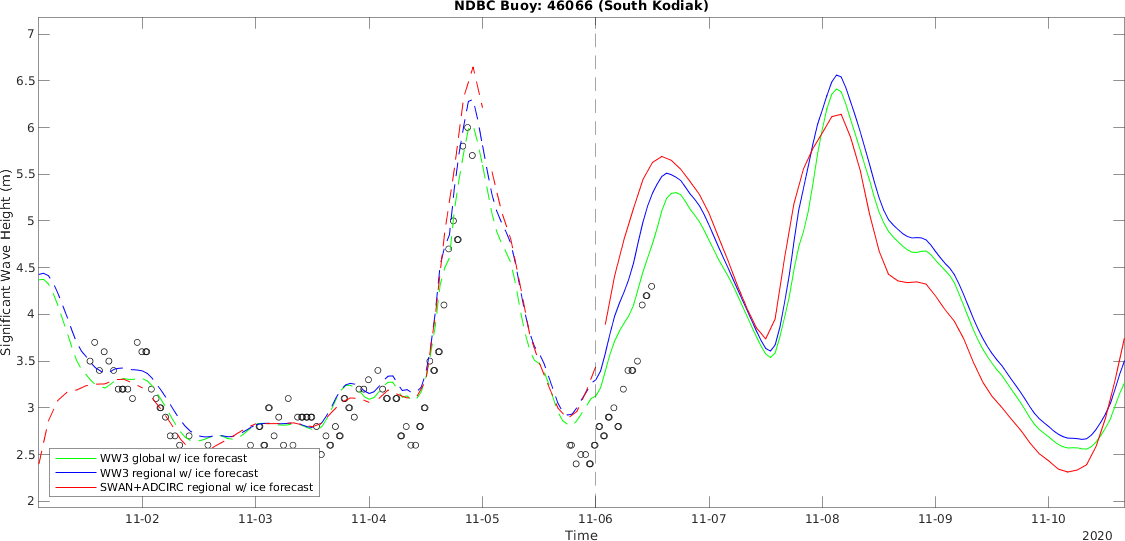 NDBC Buoy: 46066 (South Kodiak)
Significant Wave Height (m)
7
6.5
6
5.5
5
4.5
4
3.5
3
2.5
2
WW3 global w/ ice forecast
WW3 regional w/ ice forecast
SWAN+ADCIRC regional w/ ice forecast
11-02 11-03 11-04 11-05 11-06 11-07 11-08 11-09 11-10
Time
2020